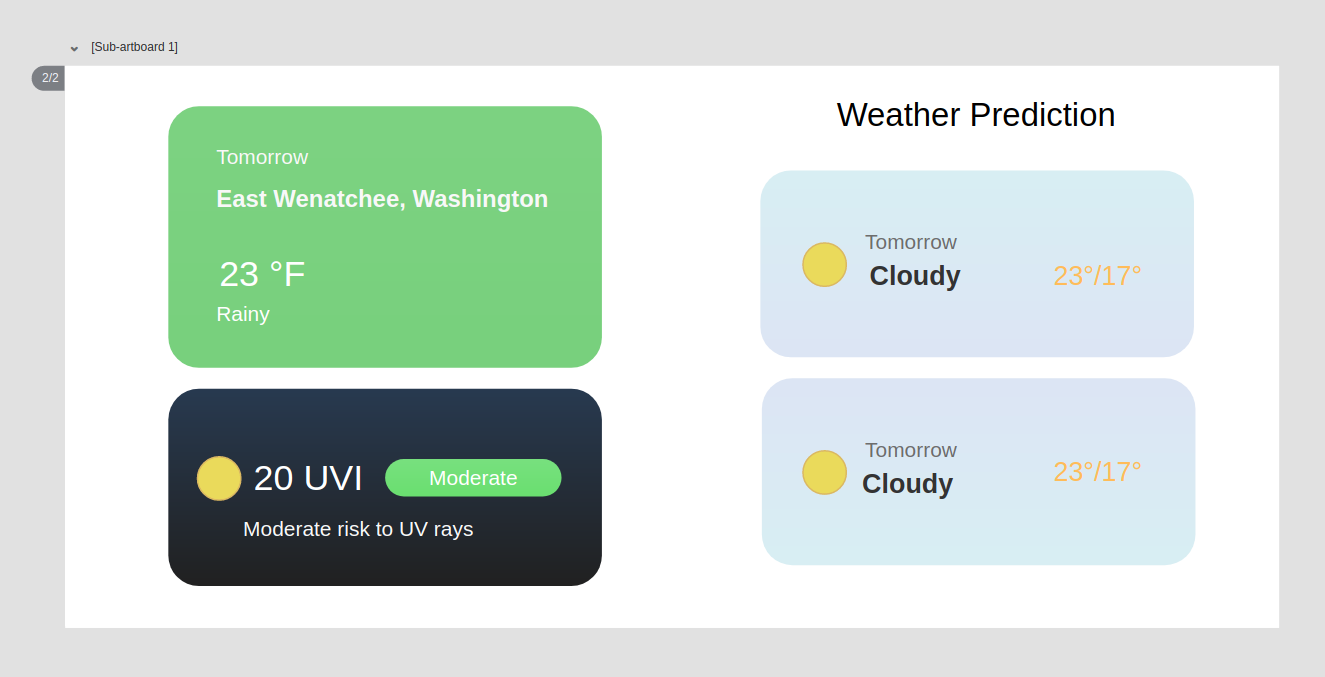 [Sub-artboard 1]
2/2
Tomorrow
East Wenatchee, Washington
23 °F
Rainy
20 UVI
Moderate
Moderate risk to UV rays
Weather Prediction
Tomorrow
Cloudy
23°/17°
Tomorrow
Cloudy
23°/17°